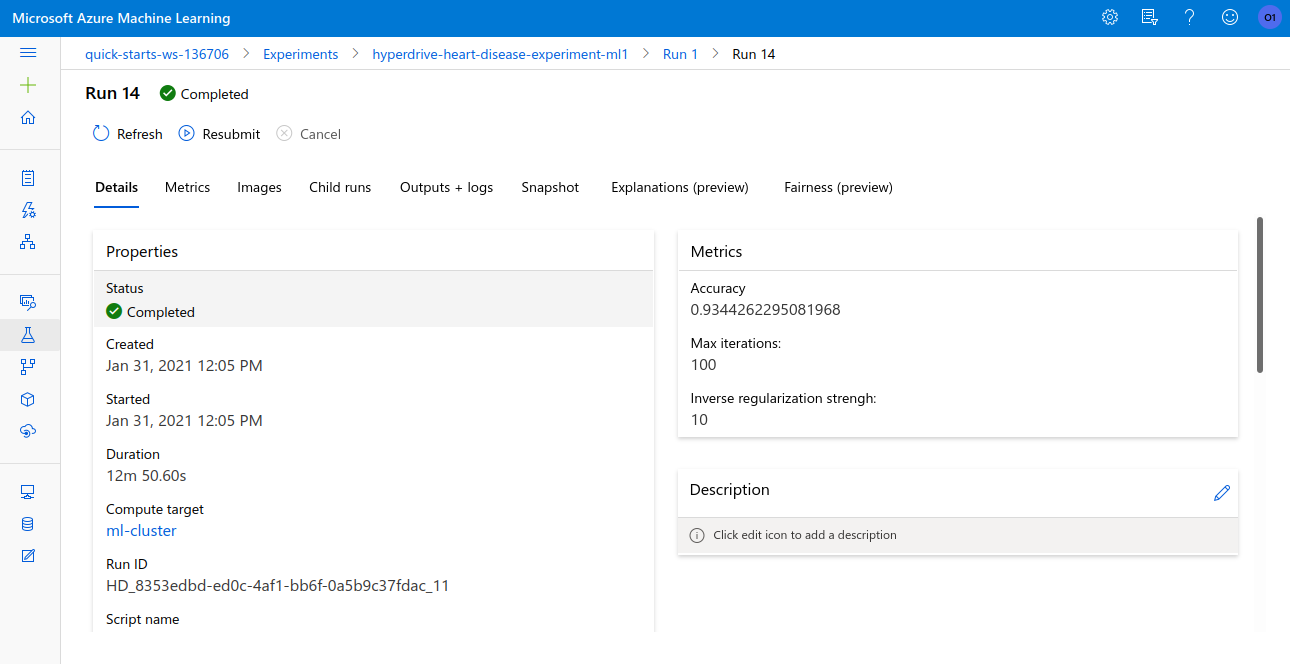 Microsoft Azure Machine Learning
O1
quick-starts-ws-136706 > Experiments > hyperdrive-heart-disease-experiment-ml1 > Run 1 > Run 14
Run 14 Completed
Refresh Resubmit Cancel
Details Metrics Images Child runs Outputs + logs Snapshot Explanations (preview) Fairness (preview)
Properties
Status
Completed
Created
Jan 31, 2021 12:05 PM
Started
Jan 31, 2021 12:05 PM
Duration
12m 50.60s
Compute target
ml-cluster
Run ID
HD_8353edbd-ed0c-4af1-bb6f-0a5b9c37fdac_11
Script name
Metrics
Accuracy
0.9344262295081968
Max iterations:
100
Inverse regularization strengh:
10
Description
Click edit icon to add a description